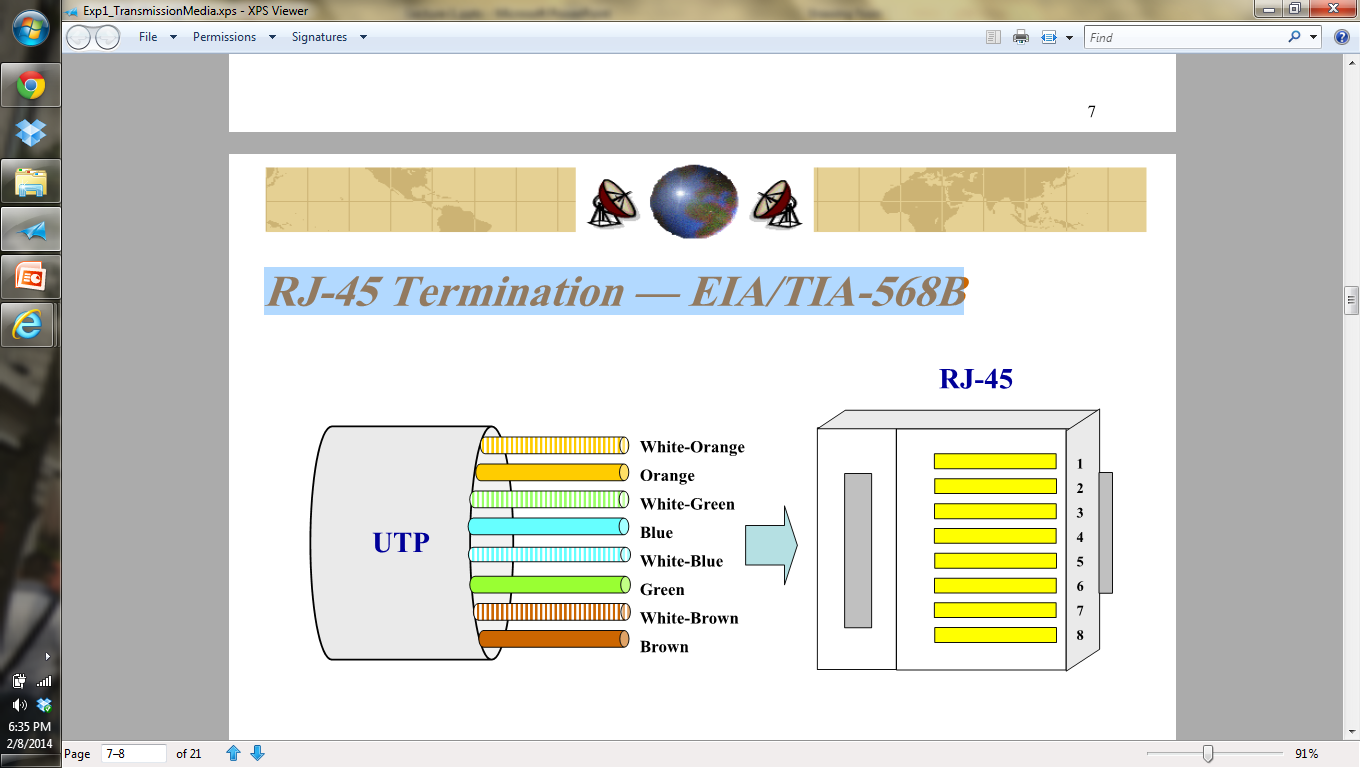 Exp1_TransmissionMedia.xps - XPS Viewer
File Permissions Signatures Find
7
RJ-45 Termination — EIA/TIA-568B
RJ-45
UTP
White-Orange
Orange
White-Green
Blue
White-Blue
Green
White-Brown
Brown
1
2
3
4
5
6
7
8
6:35 PM
2/8/2014
Page 7–8 of 21 91%